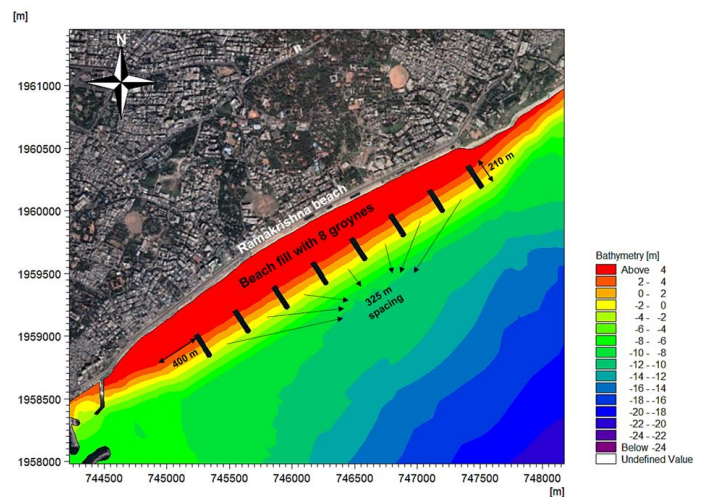 [m]
N
1961000
1960500
1960000
1959500
1959000
1958500
1958000
Ramakrishna beach
Beach fill with 8 groynes
210 m
325 m
spacing
400 m
744500 745000 745500 746000 746500 747000 747500 748000
[m]
Bathymetry [m]
Above 4
2 - 4
0 - 2
-2 - 0
-4 - -2
-6 - -4
-8 - -6
-10 - -8
-12 - -10
-14 - -12
-16 - -14
-18 - -16
-20 - -18
-22 - -20
-24 - -22
Below -24
Undefined Value